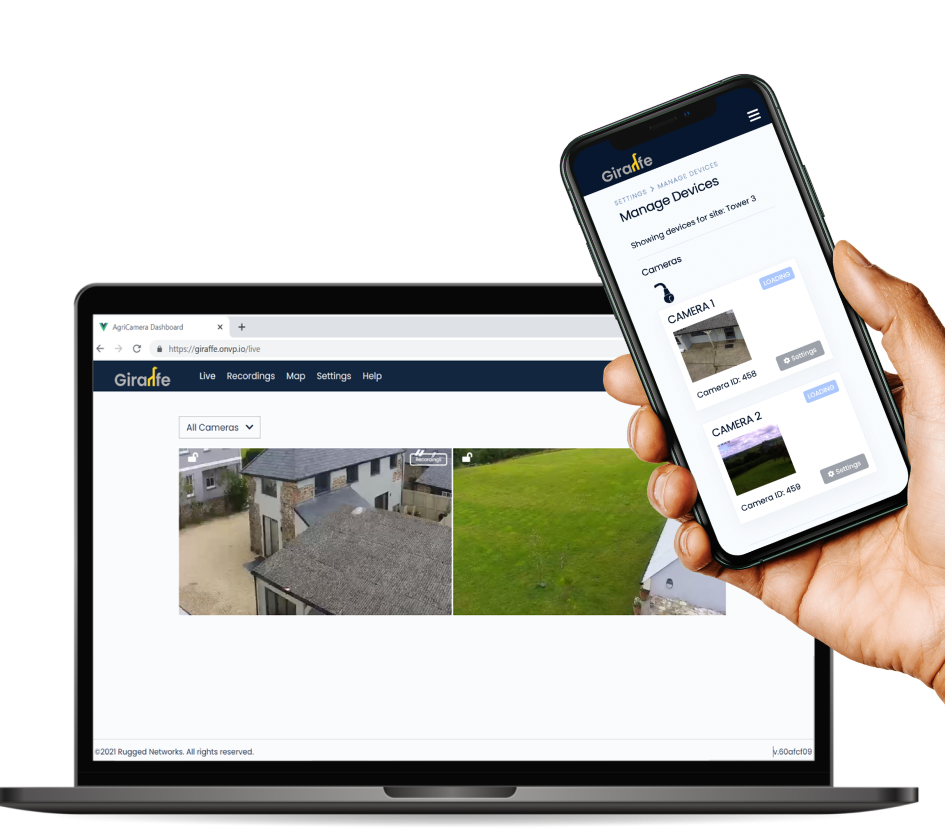 Giraffe
SETTINGS > MANAGE DEVICES
Manage Devices
Showing devices for site: Tower 3
Cameras
LOADING
CAMERA 1
Settings
Camera ID: 458
LOADING
CAMERA 2
Settings
Camera ID: 459
AgriCamera Dashboard
https://giraffe.onvp.io/live
Giraffe Live Recordings Map Settings Help
All Cameras
Recordings
©2021 Rugged Networks. All rights reserved. v.60afcf09